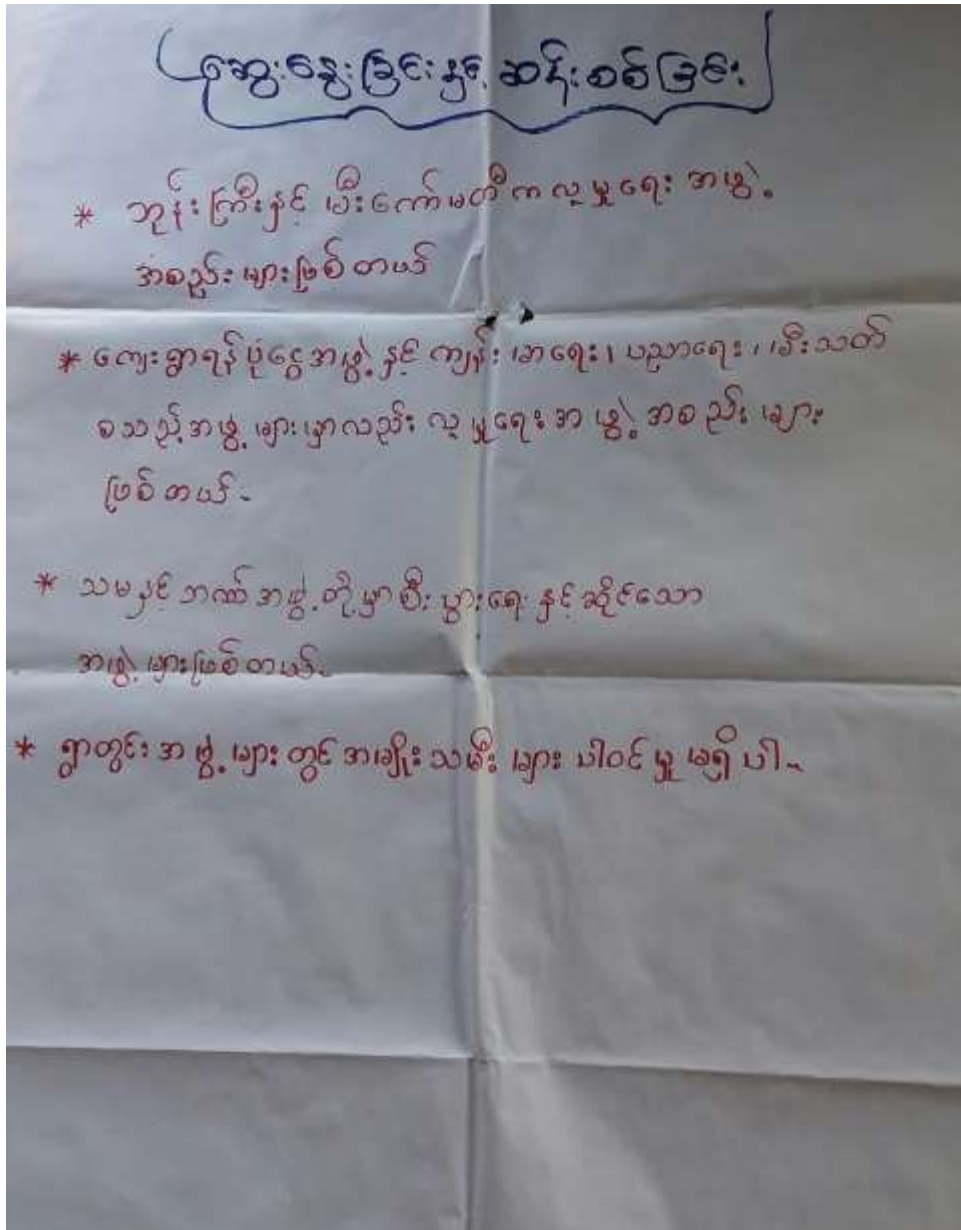 ဆွေးနွေးခြင်းနှင့် ဆန်းစစ်ခြင်း
* ဘုန်းကြီးနှင့် မီးကော်မတီက လူမှုရေး အဖွဲ့
အစည်းများဖြစ်တယ်
* ကျေးရွာရန်ပုံငွေအဖွဲ့နှင့် ကျန်းမာရေး၊ ပညာရေး၊ မီးသတ်
စသည့်အဖွဲ့များမှာလည်း လူမှုရေးအဖွဲ့အစည်းများ
ဖြစ်တယ်-
* သမနှင့် ဘဏ်အဖွဲ့တို့မှာ စီးပွားရေးနှင့်ဆိုင်သော
အဖွဲ့များဖြစ်တယ်-
* ရွာတွင်းအဖွဲ့များတွင် အမျိုးသမီးများ ပါဝင်မှုမရှိပါ-